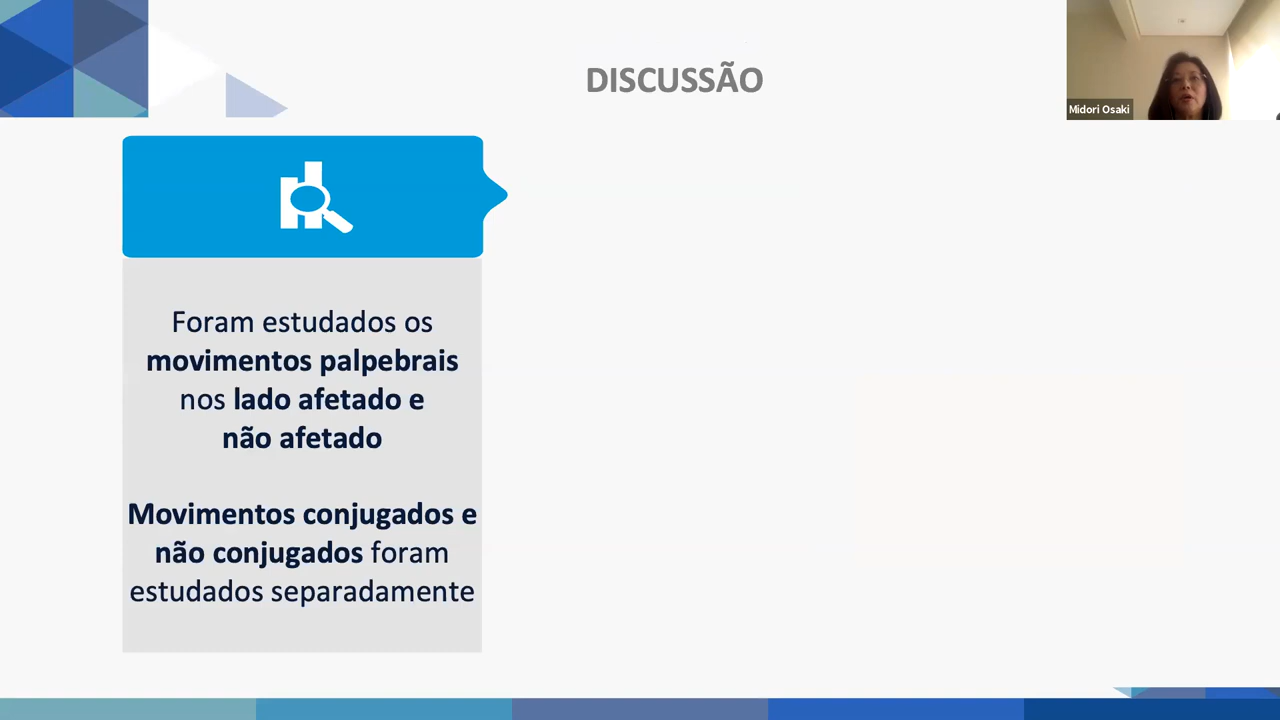 DISCUSSÃO
Midori Osaki
Foram estudados os
movimentos palpebrais
nos lado afetado e
não afetado
Movimentos conjugados e
não conjugados foram
estudados separadamente